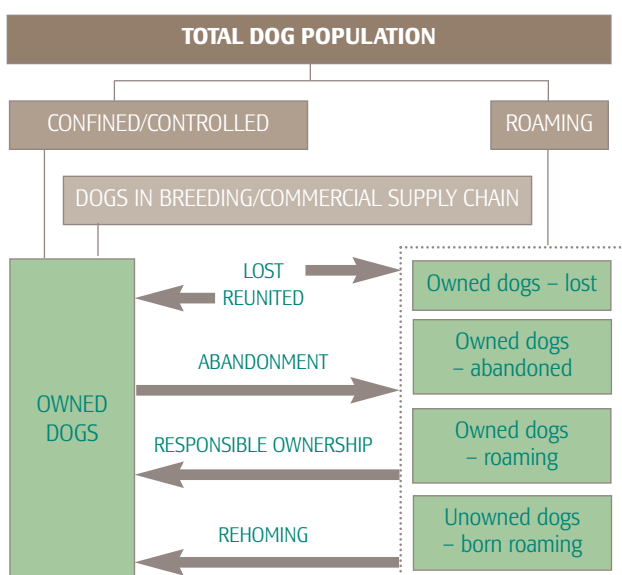 TOTAL DOG POPULATION
CONFINED/CONTROLLED
ROAMING
DOGS IN BREEDING/COMMERCIAL SUPPLY CHAIN
LOST
REUNITED
Owned dogs – lost
ABANDONMENT
Owned dogs
– abandoned
OWNED
DOGS
RESPONSIBLE OWNERSHIP
Owned dogs
– roaming
REHOMING
Unowned dogs
– born roaming